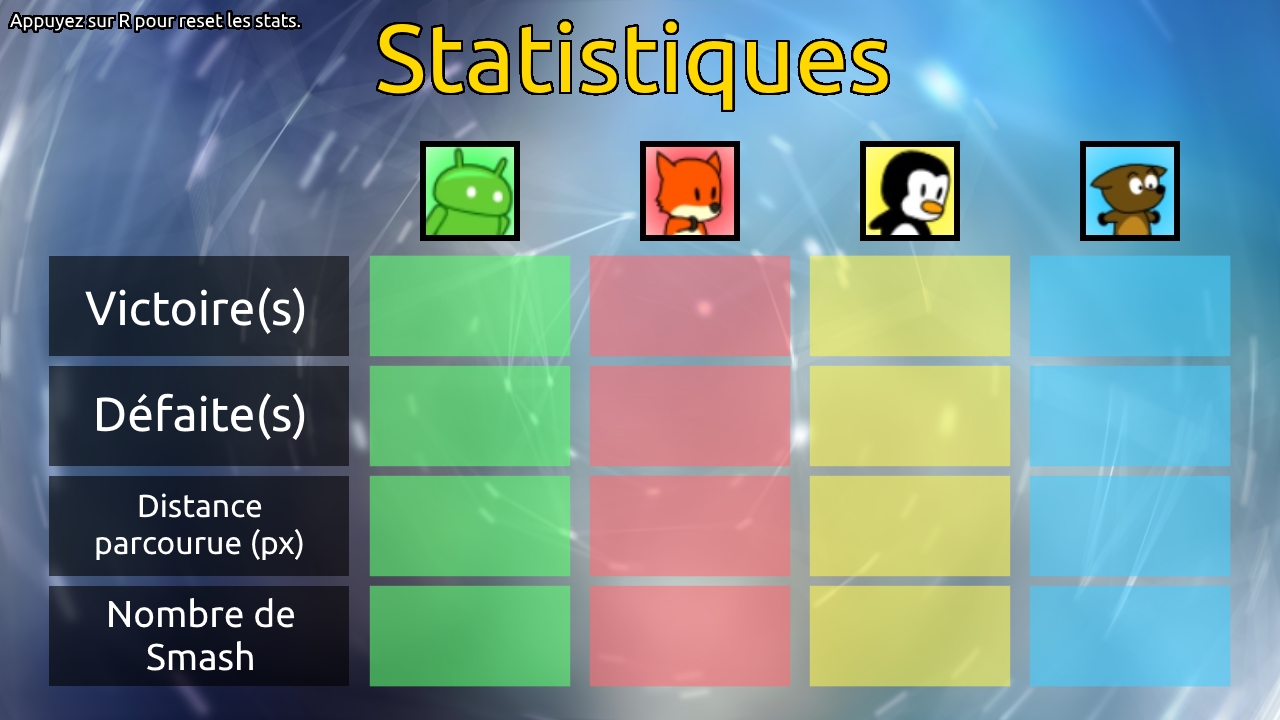 Appuyez sur R pour reset les stats.
Statistiques
Victoire(s)
Défaite(s)
Distance
parcourue (px)
Nombre de
Smash